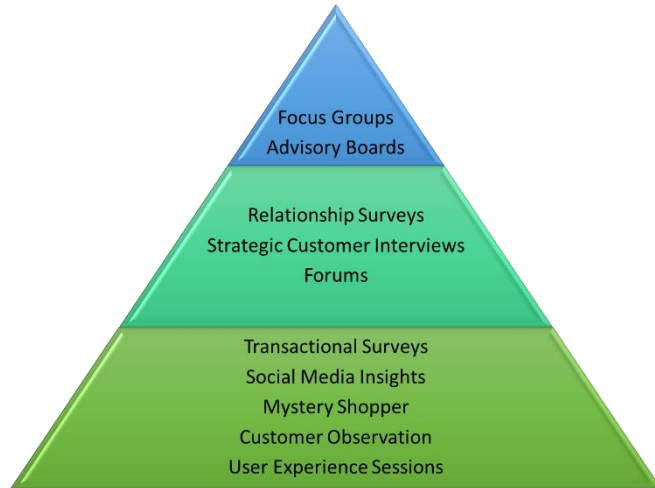 Focus Groups
Advisory Boards
Relationship Surveys
Strategic Customer Interviews
Forums
Transactional Surveys
Social Media Insights
Mystery Shopper
Customer Observation
User Experience Sessions